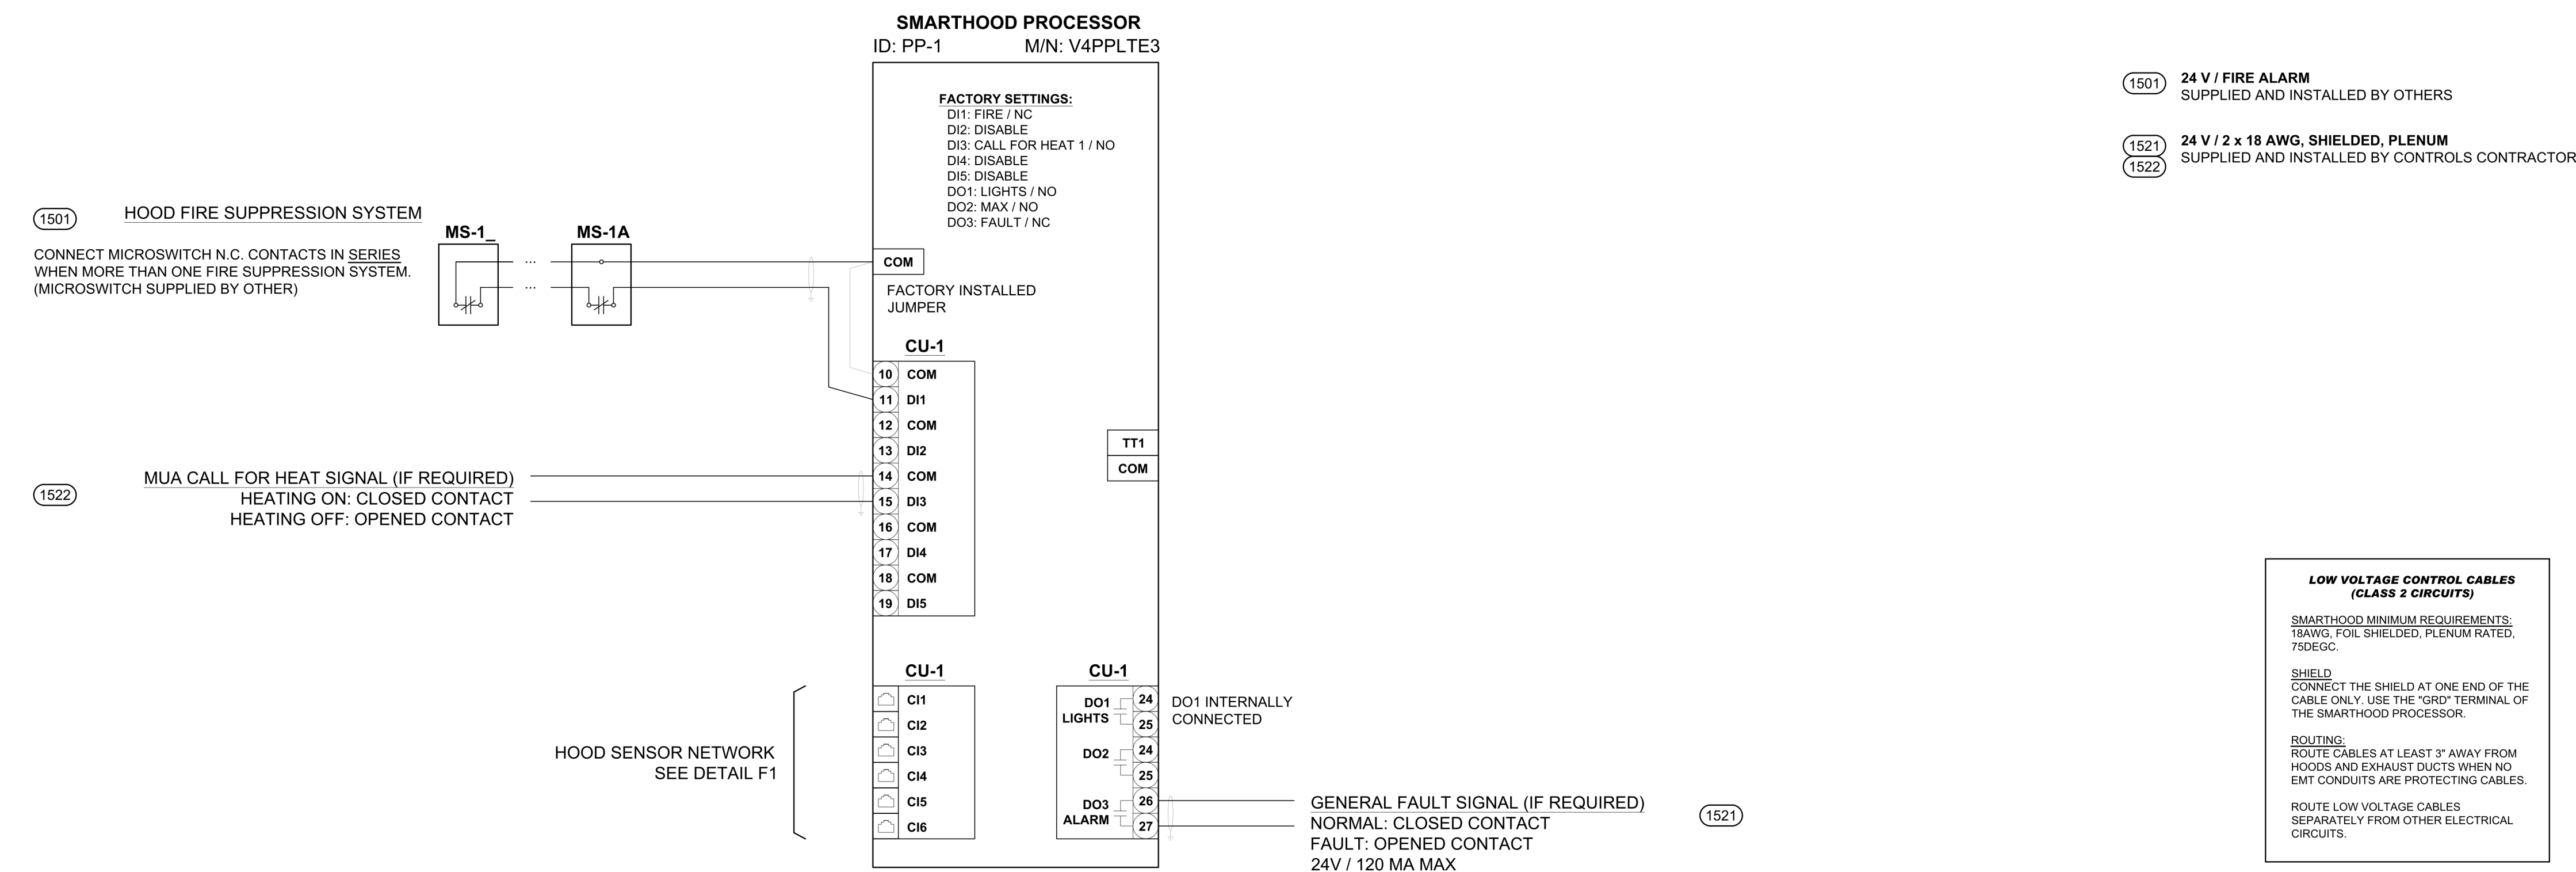 SMARTHOOD PROCESSOR
ID: PP-1 M/N: V4PPLTE3
FACTORY SETTINGS:
DI1: FIRE / NC
DI2: DISABLE
DI3: CALL FOR HEAT 1 / NO
DI4: DISABLE
DI5: DISABLE
DO1: LIGHTS / NO
DO2: MAX / NO
DO3: FAULT / NC
1501
24 V / FIRE ALARM
SUPPLIED AND INSTALLED BY OTHERS
1521
1522
24 V / 2 x 18 AWG, SHIELDED, PLENUM
SUPPLIED AND INSTALLED BY CONTROLS CONTRACTOR
1501
HOOD FIRE SUPPRESSION SYSTEM
CONNECT MICROSWITCH N.C. CONTACTS IN SERIES
WHEN MORE THAN ONE FIRE SUPPRESSION SYSTEM.
(MICROSWITCH SUPPLIED BY OTHER)
MS-1_
...
...
MS-1A
COM
FACTORY INSTALLED
JUMPER
CU-1
10 COM
11 DI1
12 COM
13 DI2
14 COM
15 DI3
16 COM
17 DI4
18 COM
19 DI5
TT1
COM
1522
MUA CALL FOR HEAT SIGNAL (IF REQUIRED)
HEATING ON: CLOSED CONTACT
HEATING OFF: OPENED CONTACT
HOOD SENSOR NETWORK
SEE DETAIL F1
CU-1
CI1
CI2
CI3
CI4
CI5
CI6
CU-1
DO1
LIGHTS
24
25
DO2
24
25
DO3
ALARM
26
27
DO1 INTERNALLY
CONNECTED
GENERAL FAULT SIGNAL (IF REQUIRED)
NORMAL: CLOSED CONTACT
FAULT: OPENED CONTACT
24V / 120 MA MAX
1521
LOW VOLTAGE CONTROL CABLES
(CLASS 2 CIRCUITS)
SMARTHOOD MINIMUM REQUIREMENTS:
18AWG, FOIL SHIELDED, PLENUM RATED,
75DEGC.
SHIELD
CONNECT THE SHIELD AT ONE END OF THE
CABLE ONLY. USE THE "GRD" TERMINAL OF
THE SMARTHOOD PROCESSOR.
ROUTING:
ROUTE CABLES AT LEAST 3" AWAY FROM
HOODS AND EXHAUST DUCTS WHEN NO
EMT CONDUITS ARE PROTECTING CABLES.
ROUTE LOW VOLTAGE CABLES
SEPARATELY FROM OTHER ELECTRICAL
CIRCUITS.